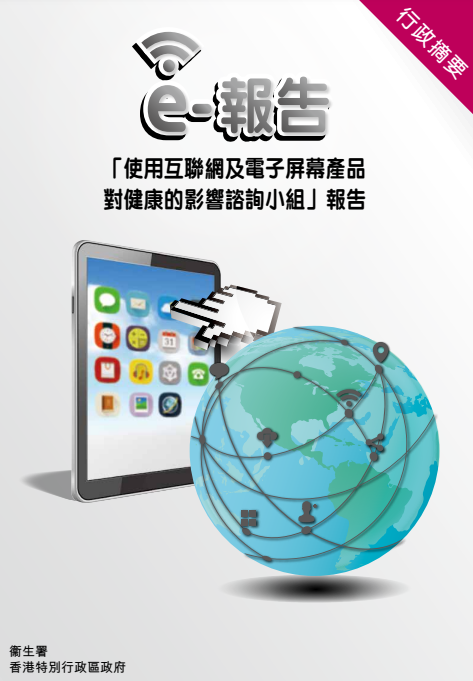 行政摘要
e-報告
「使用互聯網及電子屏幕產品
對健康的影響諮詢小組」報告
31
衞生署
香港特別行政區政府